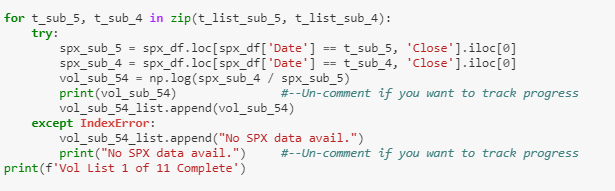 for t_sub_5, t_sub_4 in zip(t_list_sub_5, t_list_sub_4):
    try:
        spx_sub_5 = spx_df.loc[spx_df['Date'] == t_sub_5, 'Close'].iloc[0]
        spx_sub_4 = spx_df.loc[spx_df['Date'] == t_sub_4, 'Close'].iloc[0]
        vol_sub_54 = np.log(spx_sub_4 / spx_sub_5)
        print(vol_sub_54)               #--Un-comment if you want to track progress
        vol_sub_54_list.append(vol_sub_54)
    except IndexError:
        vol_sub_54_list.append("No SPX data avail.")
        print("No SPX data avail.")     #--Un-comment if you want to track progress
print(f'Vol List 1 of 11 Complete')